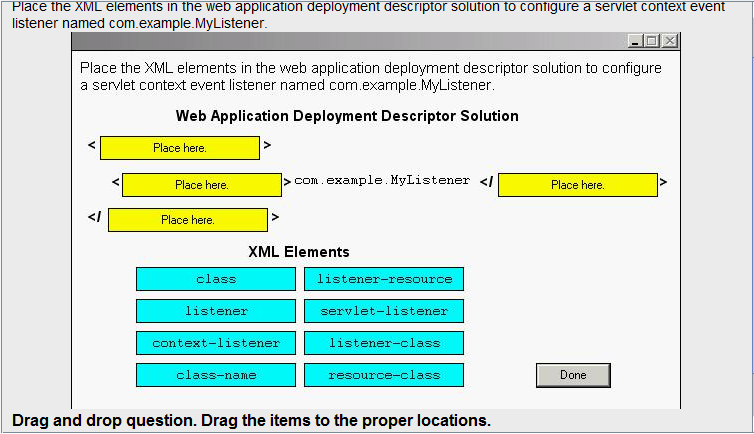 Place the XML elements in the web application deployment descriptor solution to configure a servlet context event
listener named com.example.MyListener.
Place the XML elements in the web application deployment descriptor solution to configure
a servlet context event listener named com.example.MyListener.
Web Application Deployment Descriptor Solution
< Place here. >
< Place here. > com.example.MyListener </ Place here. >
</ Place here. >
XML Elements
class listener-resource
listener servlet-listener
context-listener listener-class
class-name resource-class
Done
Drag and drop question. Drag the items to the proper locations.